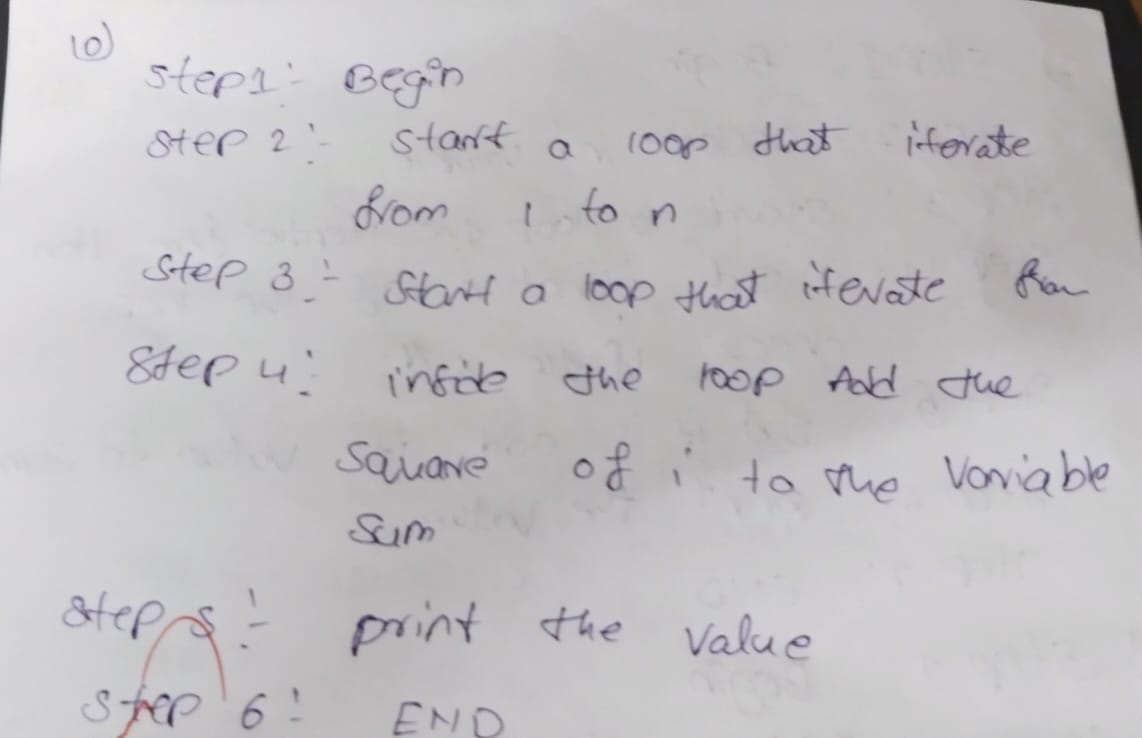 10)
Step1:- Begin
Step 2:- Start a loop that iterate
from 1 to n
Step 3:- Start a loop that iterate from
Step 4:- inside the loop Add the
Square of i to the Variable
Sum
Step 5:- print the value
Step 6: END